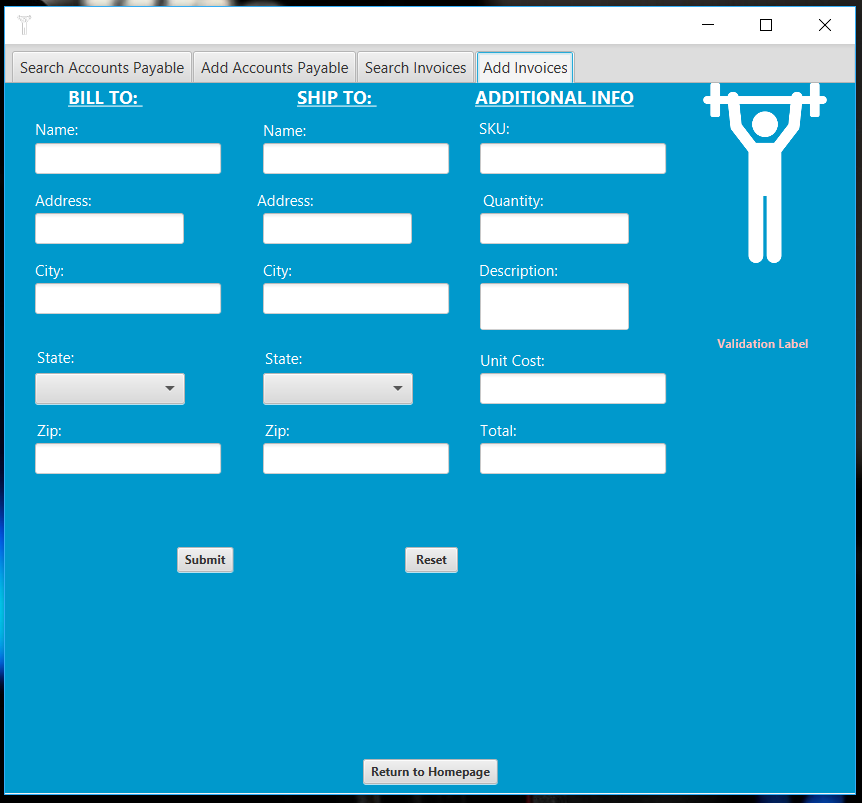 Search Accounts Payable
Add Accounts Payable
Search Invoices
Add Invoices
BILL TO:
SHIP TO:
ADDITIONAL INFO
Name:
Name:
SKU:
Address:
Address:
Quantity:
City:
City:
Description:
Validation Label
State:
State:
Unit Cost:
Zip:
Zip:
Total:
Submit
Reset
Return to Homepage